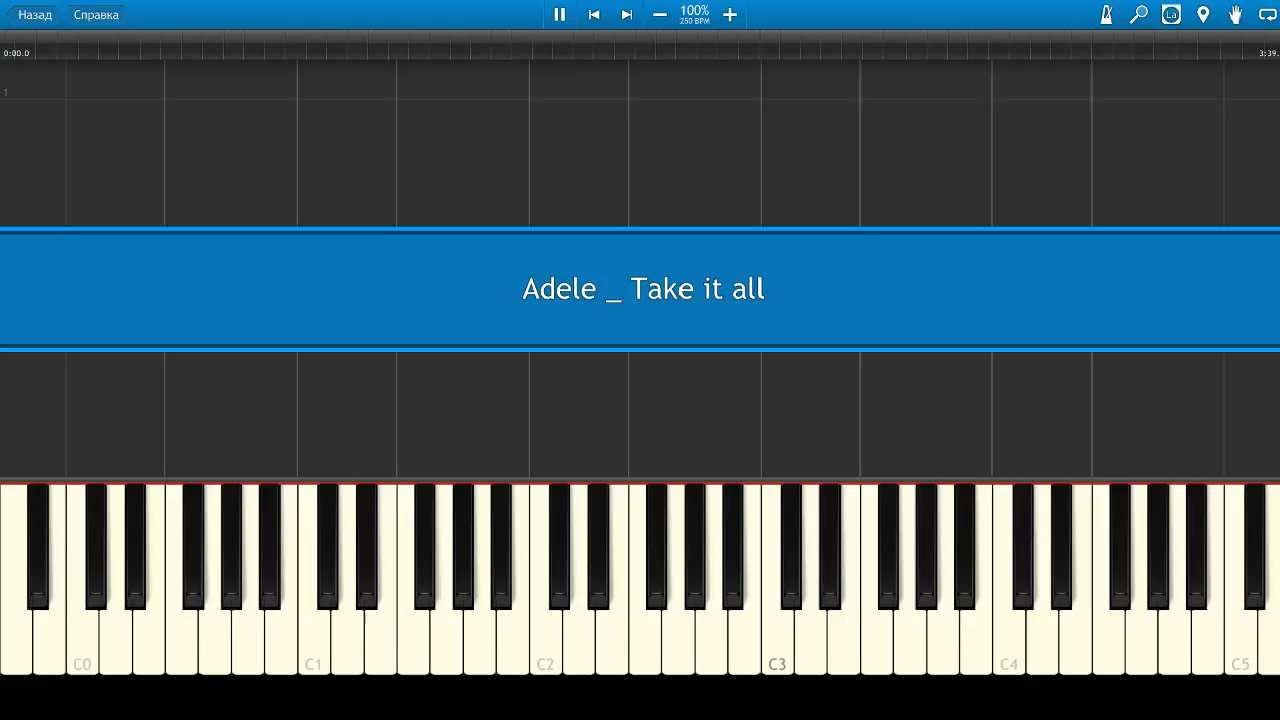 Назад Справка 100%
250 BPM La
0:00.0 3:39.
1
Adele _ Take it all
C0 C1 C2 C3 C4 C5